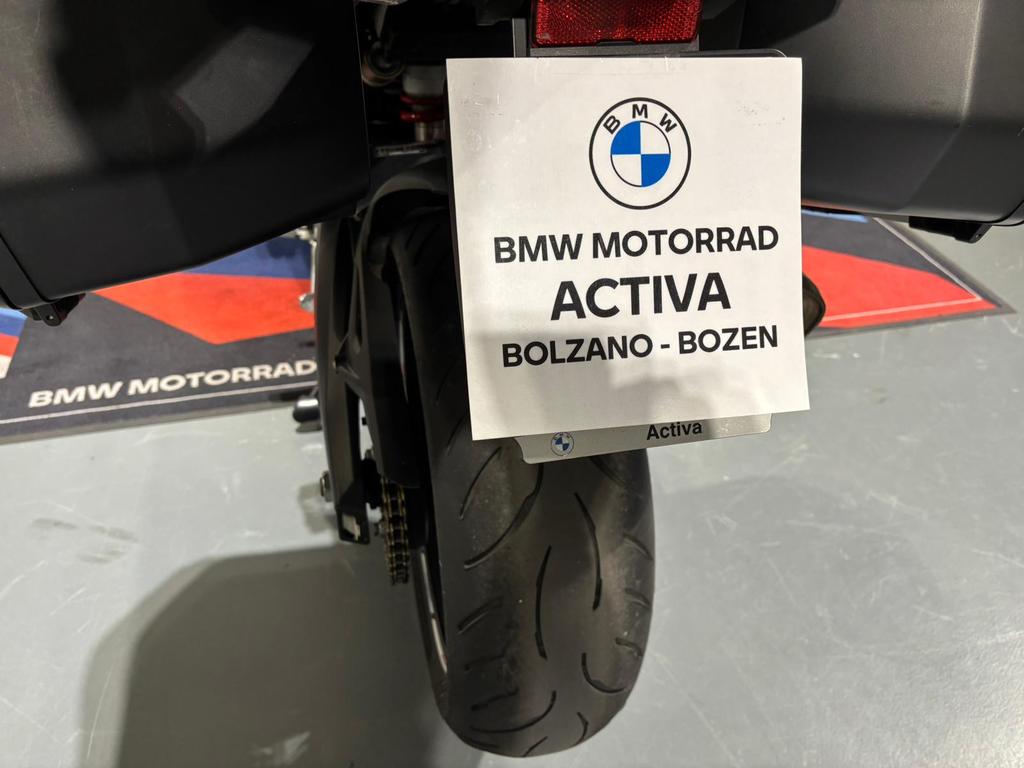 BMW
BMW MOTORRAD
ACTIVA
BOLZANO - BOZEN
Activa
BMW MOTORRAD